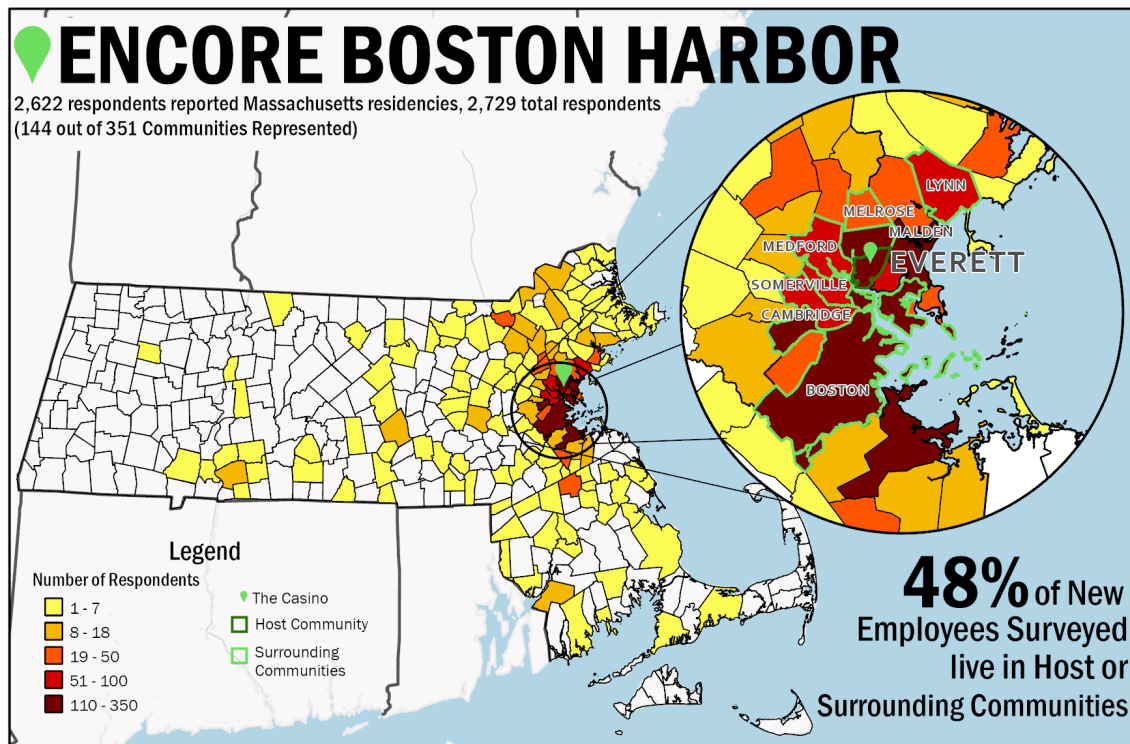 ENCORE BOSTON HARBOR
2,622 respondents reported Massachusetts residencies, 2,729 total respondents
(144 out of 351 Communities Represented)
LYNN
MELROSE
MALDEN
MEDFORD
EVERETT
SOMERVILLE
CAMBRIDGE
BOSTON
Legend
Number of Respondents
1 - 7
8 - 18
19 - 50
51 - 100
110 - 350
The Casino
Host Community
Surrounding
Communities
48% of New
Employees Surveyed
live in Host or
Surrounding Communities